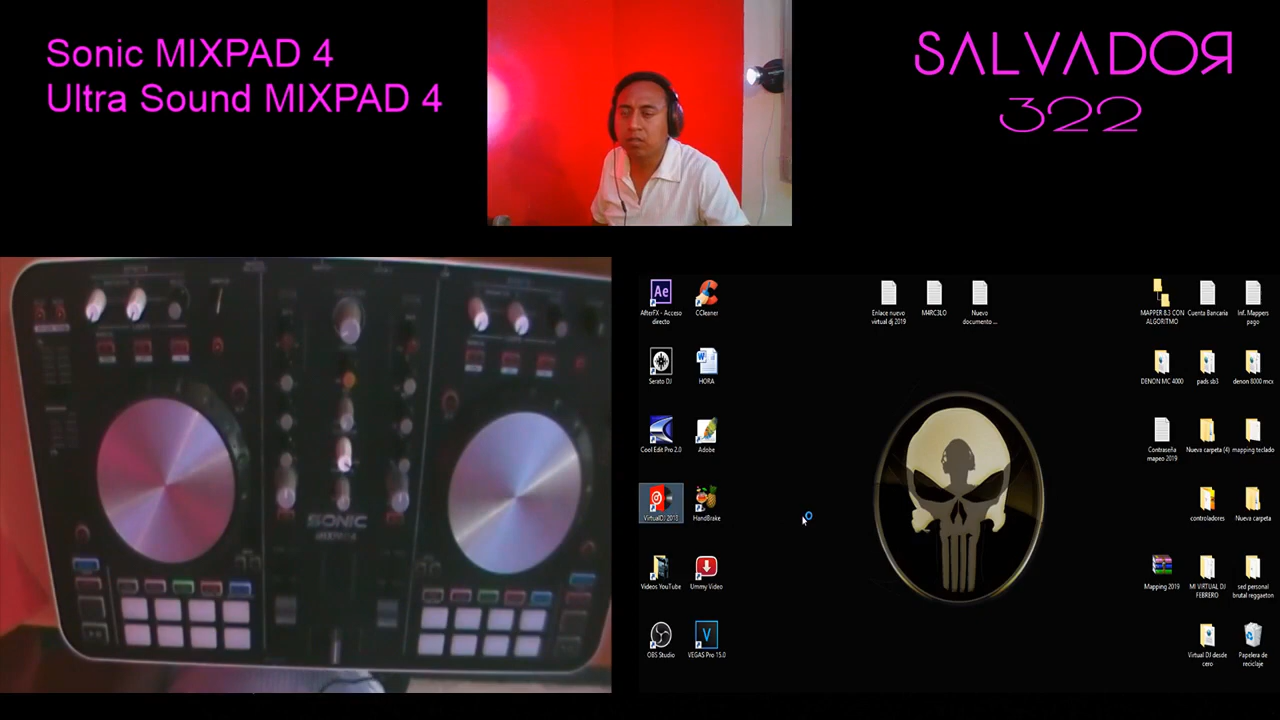 Sonic MIXPAD 4
Ultra Sound MIXPAD 4
SALVADOR
322
SONIC
AfterFX - Acceso directo
CCleaner
Enlace nuevo virtual dj 2019
M4RC3LO
Nuevo documento ...
MAPPER 8.3 CON ALGORITMO
Cuenta Bancaria
Inf. Mappers pago
Serato DJ
HORA
DENON MC 4000
pads sb3
denon 8000 mcx
Cool Edit Pro 2.0
Adobe
Contraseña mapeo 2019
Nueva carpeta (4)
mapping teclado
VirtualDJ 2018
HandBrake
controladores
Nueva carpeta
Videos YouTube
Ummy Video
Mapping 2019
MI VIRTUAL DJ FEBRERO
sed personal brutal reggaeton
OBS Studio
VEGAS Pro 15.0
Virtual DJ desde cero
Papelera de reciclaje